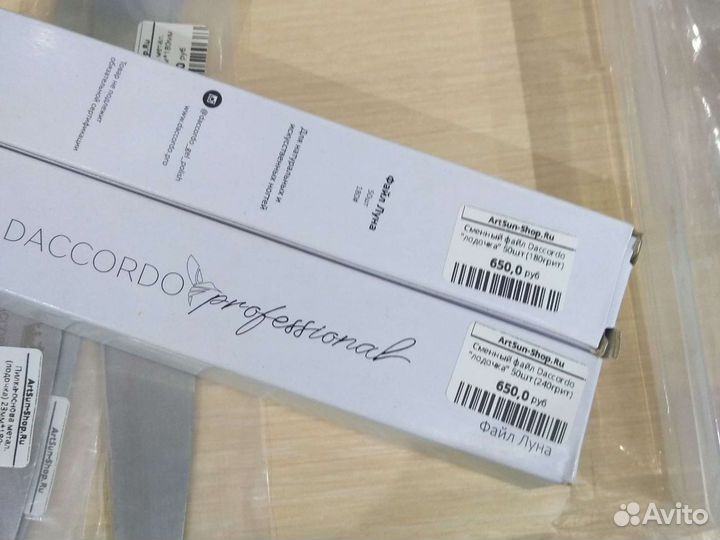 Товар не подлежит
обязательной сертификации
@daccordo_gel_polish
www.daccordo.pro
Для натуральных и
искусственных ногтей
Файл Луна
50шт
180#
ArtSun-Shop.Ru
Сменный файл Daccordo
"лодочка" 50шт(180грит)
650,0 руб
DACCORDO professional
ArtSun-Shop.Ru
Сменный файл Daccordo
"лодочка" 50шт(240грит)
650,0 руб
Файл Луна
ArtSun-Shop.Ru
Пилка-основа метал.
(лодочка)
ArtSun-Shop.Ru
руб
Avito